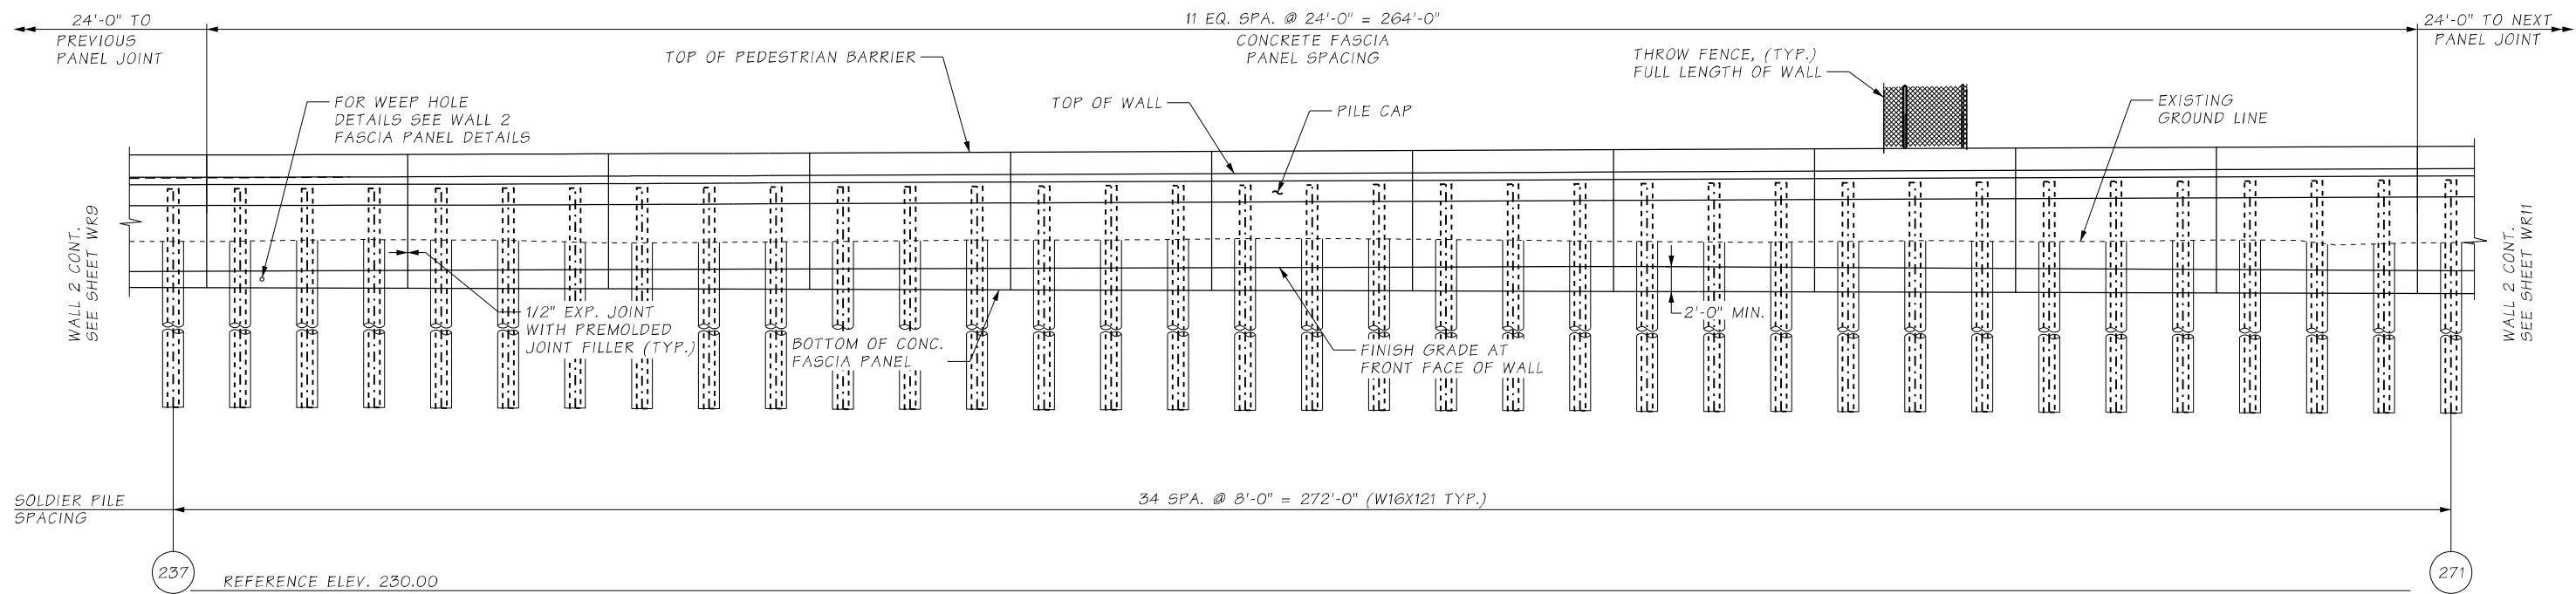 24'-0" TO
PREVIOUS
PANEL JOINT
11 EQ. SPA. @ 24'-0" = 264'-0"
CONCRETE FASCIA
PANEL SPACING
24'-0" TO NEXT
PANEL JOINT
TOP OF PEDESTRIAN BARRIER
THROW FENCE, (TYP.)
FULL LENGTH OF WALL
FOR WEEP HOLE
DETAILS SEE WALL 2
FASCIA PANEL DETAILS
TOP OF WALL
PILE CAP
EXISTING
GROUND LINE
WALL 2 CONT.
SEE SHEET WR9
WALL 2 CONT.
SEE SHEET WR11
1/2" EXP. JOINT
WITH PREMOLDED
JOINT FILLER (TYP.)
BOTTOM OF CONC.
FASCIA PANEL
FINISH GRADE AT
FRONT FACE OF WALL
2'-0" MIN.
SOLDIER PILE
SPACING
34 SPA. @ 8'-0" = 272'-0" (W16X121 TYP.)
237
REFERENCE ELEV. 230.00
271